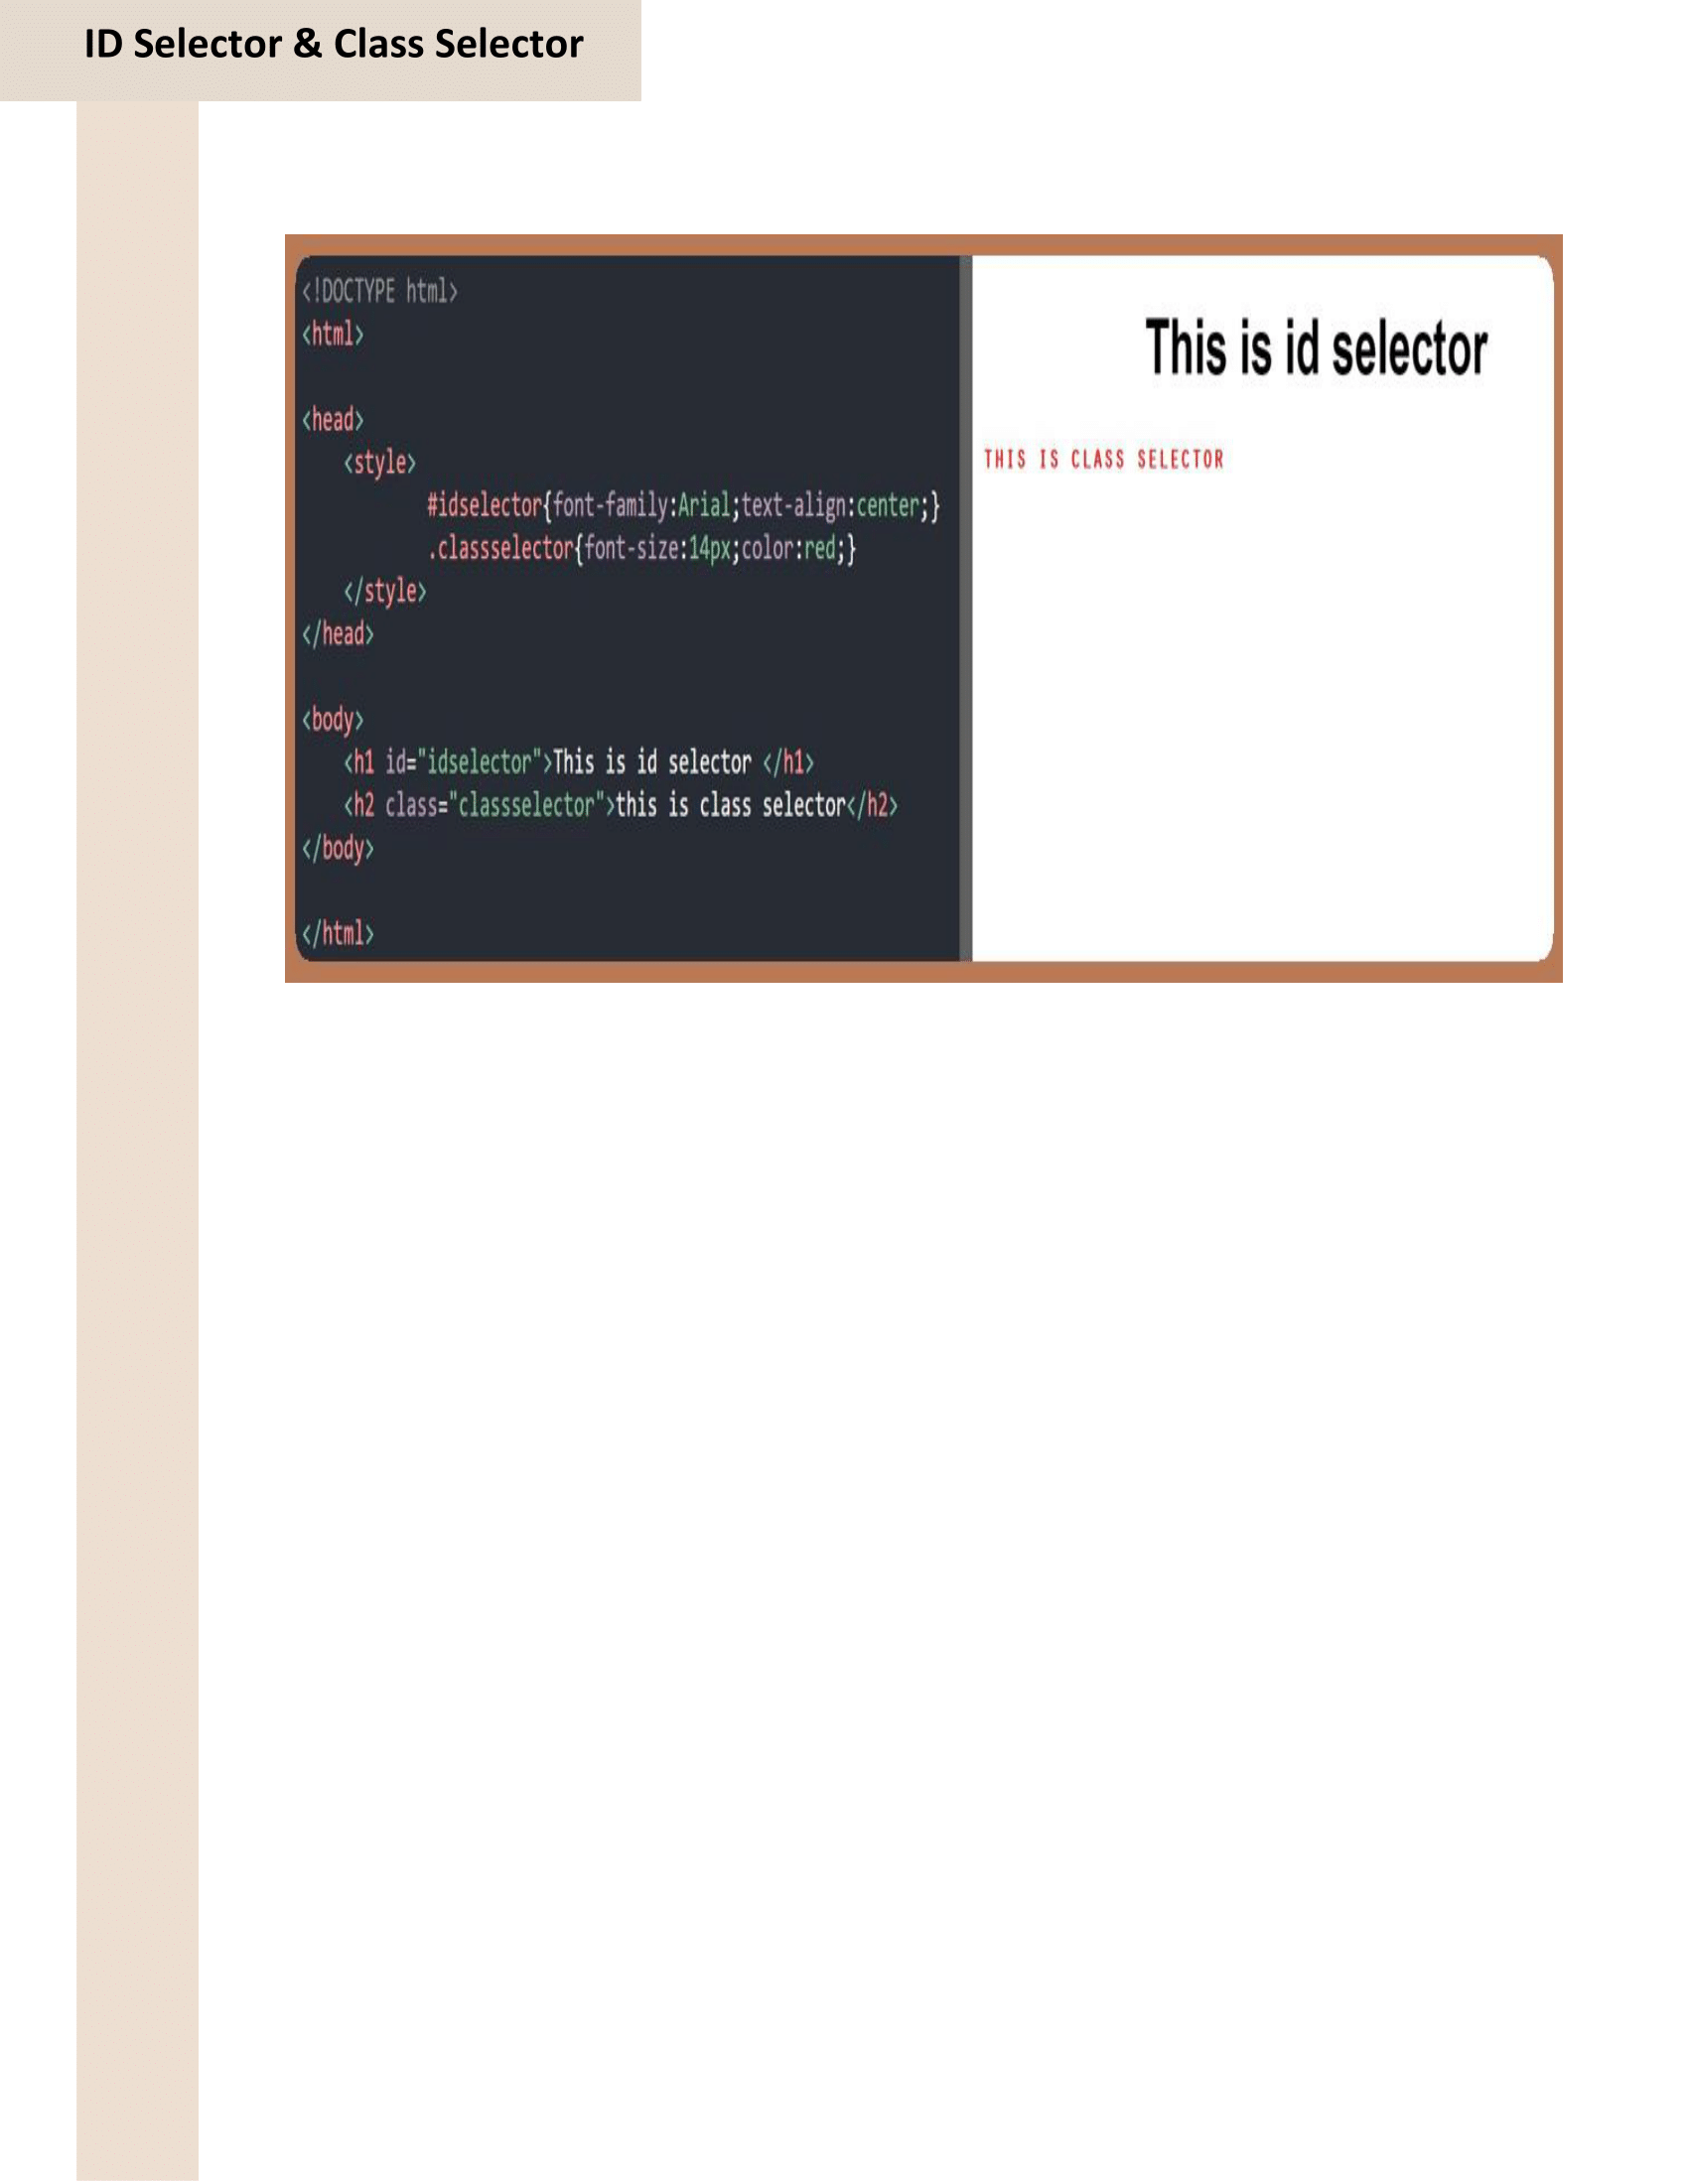 ID Selector & Class Selector
<!DOCTYPE html>
<html>
<head>
<style>
#idselector{font-family:Arial;text-align:center;}
.classselector{font-size:14px;color:red;}
</style>
</head>
<body>
<h1 id="idselector">This is id selector </h1>
<h2 class="classselector">this is class selector</h2>
</body>
</html>
This is id selector
THIS IS CLASS SELECTOR